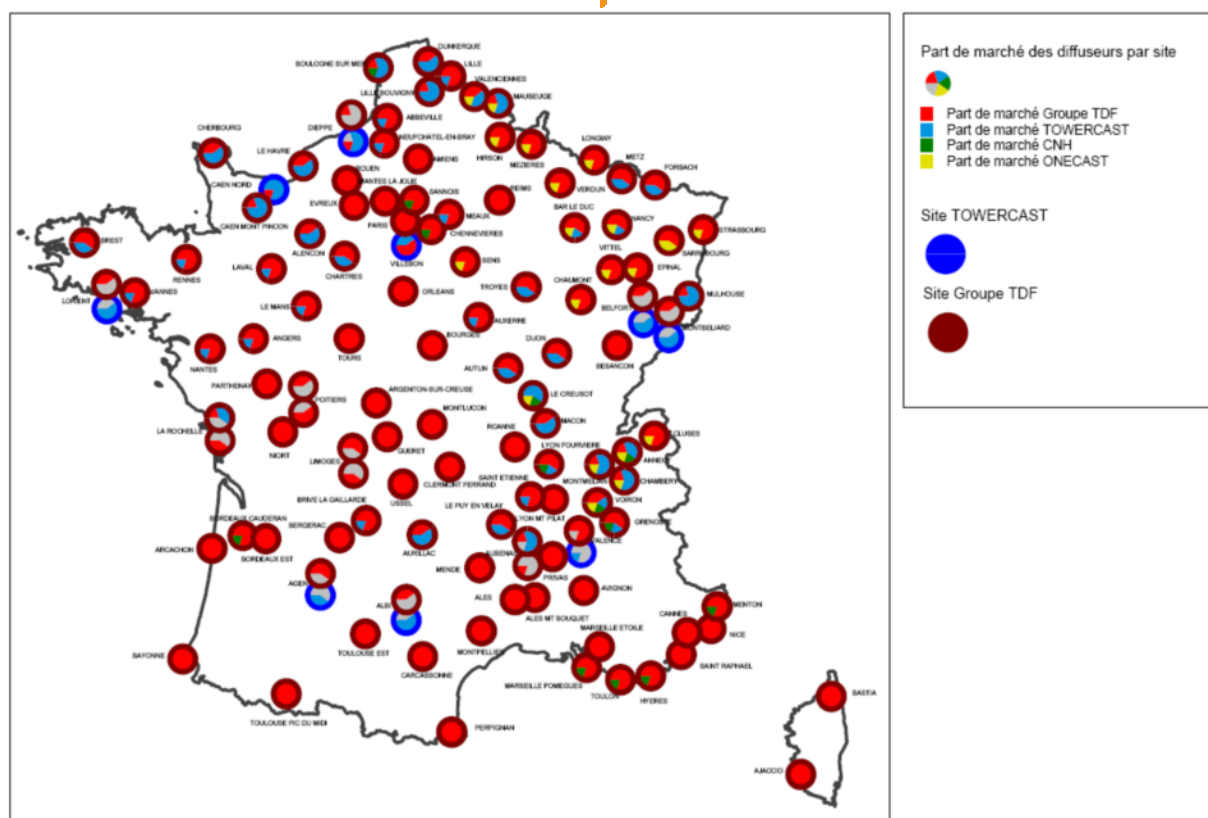 DUNKERQUE
BOULOGNE SUR MER
LILLE
VALENCIENNES
LILLE BOUVIGNY
MAUBEUGE
ABBEVILLE
DIEPPE
CHERBOURG
NEUFCHATEL-EN-BRAY
LONGWY
LE HAVRE
AMIENS
HIRSON
MEZIERES
METZ
FORBACH
ROUEN
CAEN NORD
MANTES LA JOLIE
SANNOIS
REIMS
VERDUN
EVREUX
BAR LE DUC
NANCY
PARIS
MEAUX
STRASBOURG
CAEN MONT PINCON
CHENNEVIERES
BREST
VITTEL
SARREBOURG
ALENCON
VILLEBON
RENNES
LAVAL
CHARTRES
SENS
CHAUMONT
EPINAL
TROYES
ORLEANS
MULHOUSE
LORIENT
VANNES
BELFORT
LE MANS
AUXERRE
MONTBELIARD
BOURGES
ANGERS
DIJON
TOURS
NANTES
BESANCON
AUTUN
PARTHENAY
ARGENTON-SUR-CREUSE
LE CREUSOT
POITIERS
MONTLUCON
MACON
LA ROCHELLE
ROANNE
CLUSES
NIORT
GUERET
LYON FOURVIERE
LIMOGES
ANNECY
SAINT ETIENNE
MONTMELIANT
CHAMBERY
CLERMONT FERRAND
BRIVE LA GAILLARDE
USSEL
LE PUY EN VELAY
VOIRON
BORDEAUX CAUDERAN
BERGERAC
LYON MT PILAT
GRENOBLE
AURILLAC
VALENCE
ARCACHON
BORDEAUX EST
AUBENAS
MENDE
PRIVAS
AGEN
AVIGNON
ALBI
ALES
MENTON
CANNES
ALES MT BOUQUET
MARSEILLE ETOILE
NICE
TOULOUSE EST
MONTPELLIER
BAYONNE
SAINT RAPHAEL
CARCASSONNE
MARSEILLE POMEGUES
TOULON
HYERES
BASTIA
TOULOUSE PIC DU MIDI
PERPIGNAN
AJACCIO
Part de marché des diffuseurs par site
Part de marché Groupe TDF
Part de marché TOWERCAST
Part de marché CNH
Part de marché ONECAST
Site TOWERCAST
Site Groupe TDF